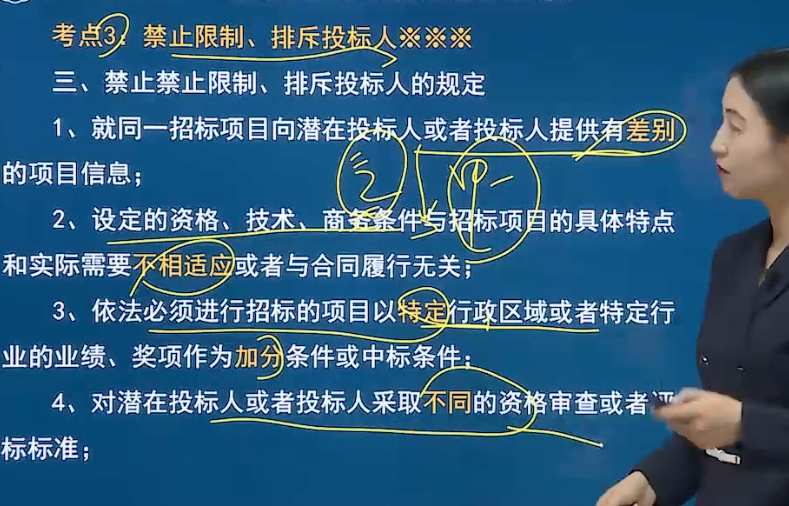 考点3：禁止限制、排斥投标人※※※
三、禁止禁止限制、排斥投标人的规定
1、就同一招标项目向潜在投标人或者投标人提供有差别
的项目信息；
2、设定的资格、技术、商务条件与招标项目的具体特点
和实际需要不相适应或者与合同履行无关；
3、依法必须进行招标的项目以特定行政区域或者特定行
业的业绩、奖项作为加分条件或中标条件；
4、对潜在投标人或者投标人采取不同的资格审查或者评
标标准；